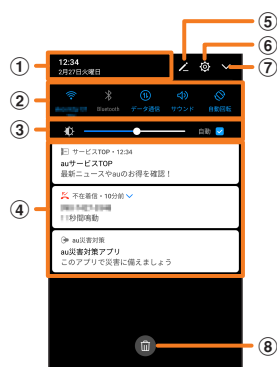 ⑤
⑥
① 12:34 ⑦
2月27日火曜日
②
Bluetooth データ通信 サウンド 自動回転
③ 自動
サービスTOP・12:34
auサービスTOP
最新ニュースやauのお得を確認！
④ 不在着信・10分前
秒間鳴動
au災害対策
au災害対策アプリ
このアプリで災害に備えましょう
⑧